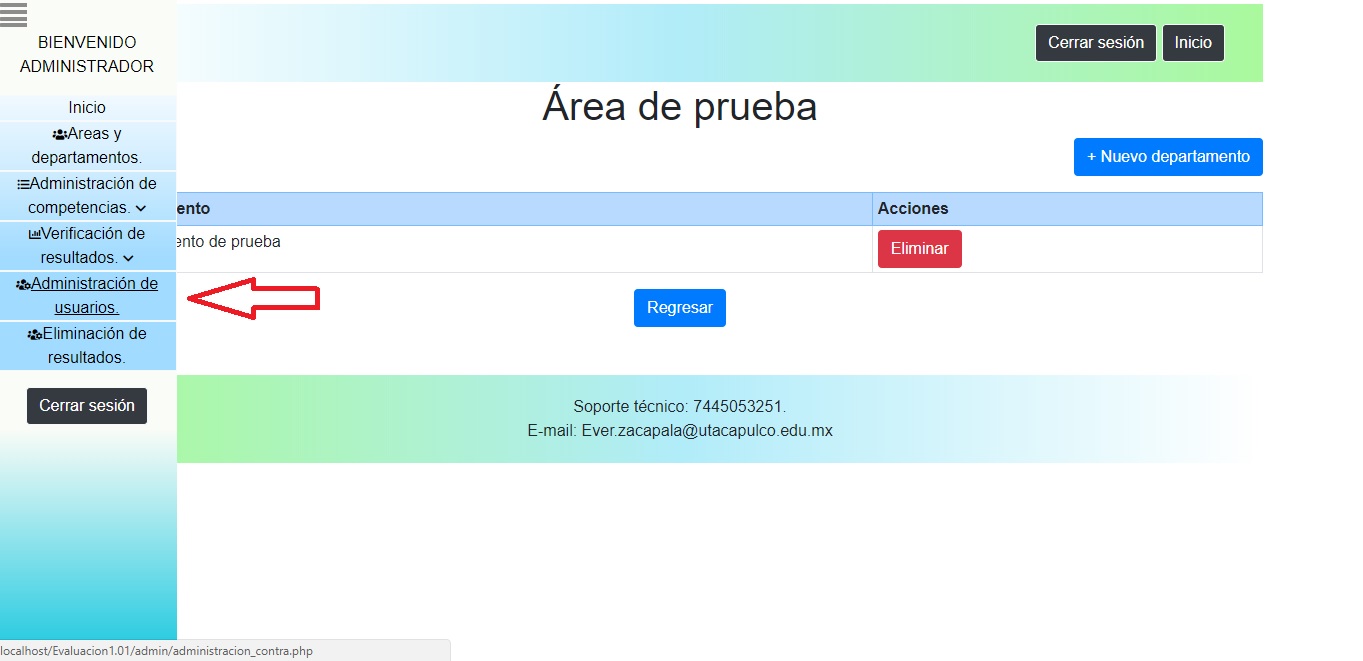 BIENVENIDO
ADMINISTRADOR
Inicio
Areas y
departamentos.
Administración de
competencias.
Verificación de
resultados.
Administración de
usuarios.
Eliminación de
resultados.
Cerrar sesión
Cerrar sesión Inicio
Área de prueba
+ Nuevo departamento
ento Acciones
ento de prueba Eliminar
Regresar
Soporte técnico: 7445053251.
E-mail: Ever.zacapala@utacapulco.edu.mx
localhost/Evaluacion1.01/admin/administracion_contra.php